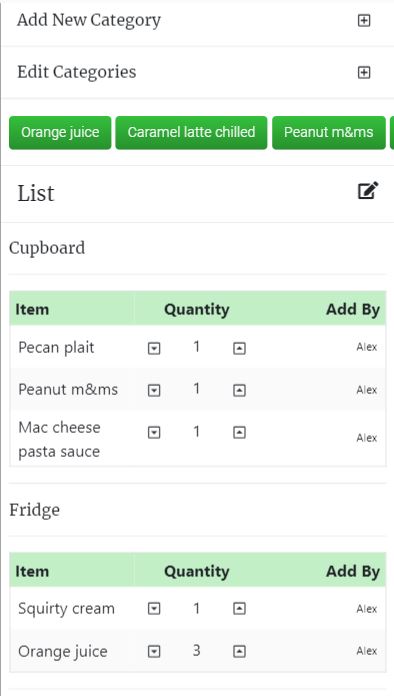 Add New Category
Edit Categories
Orange juice Caramel latte chilled Peanut m&ms
List
Cupboard
Item Quantity Add By
Pecan plait 1 Alex
Peanut m&ms 1 Alex
Mac cheese
pasta sauce 1 Alex
Fridge
Item Quantity Add By
Squirty cream 1 Alex
Orange juice 3 Alex